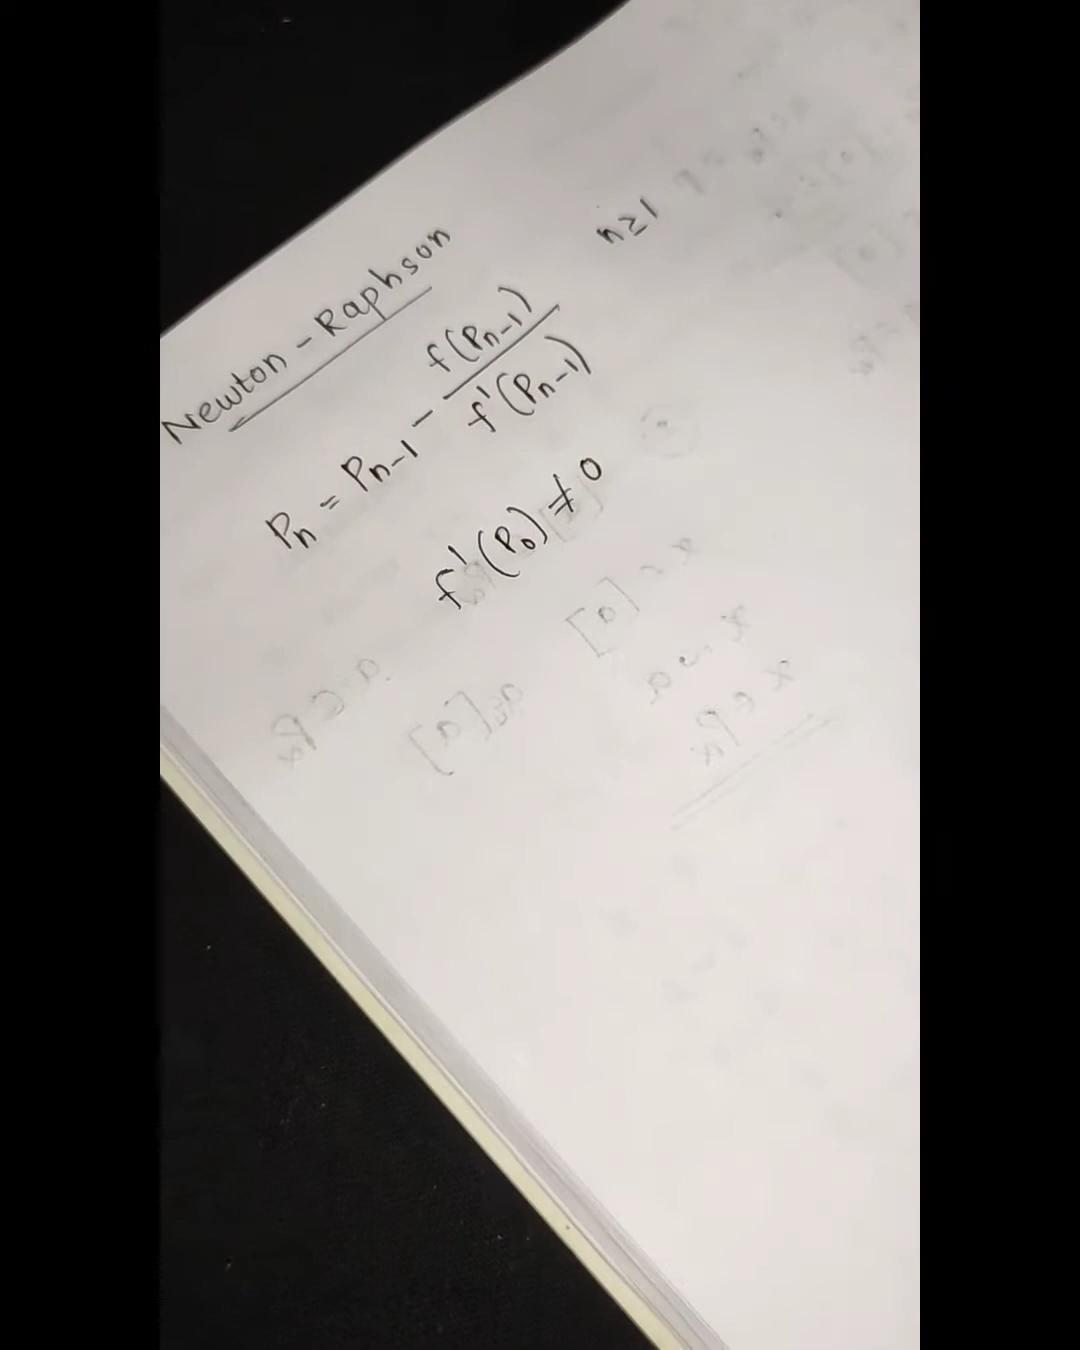 Newton - Raphson
Pn = Pn-1 - f(Pn-1) / f'(Pn-1) n ≥ 1
f'(P0) ≠ 0